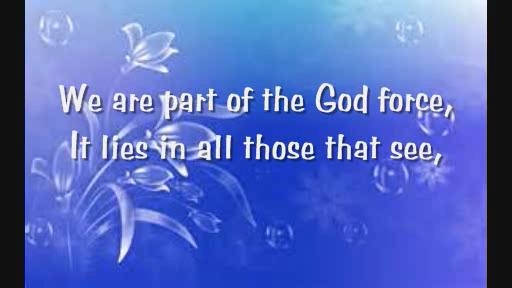 We are part of the God force,
It lies in all those that see,